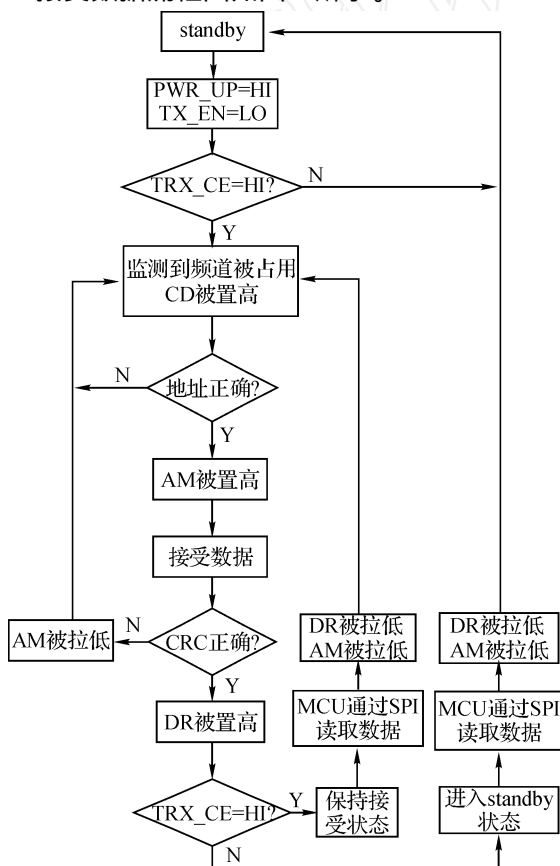 standby
PWR_UP=HI
TX_EN=LO
TRX_CE=HI?
N
Y
监测到频道被占用
CD被置高
N
地址正确?
Y
AM被置高
接受数据
AM被拉低
N
CRC正确?
Y
DR被置高
TRX_CE=HI?
Y
N
DR被拉低
AM被拉低
MCU通过SPI
读取数据
保持接
受状态
DR被拉低
AM被拉低
MCU通过SPI
读取数据
进入standby
状态